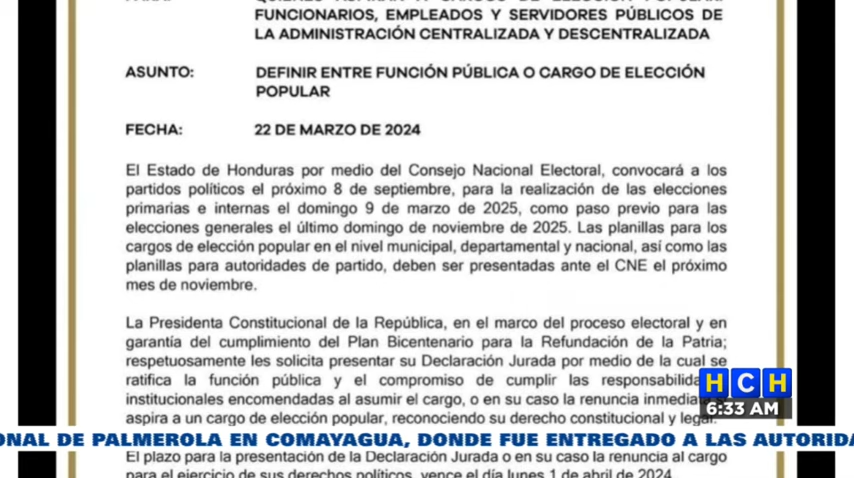 FUNCIONARIOS, EMPLEADOS Y SERVIDORES PÚBLICOS DE
LA ADMINISTRACIÓN CENTRALIZADA Y DESCENTRALIZADA
ASUNTO: DEFINIR ENTRE FUNCIÓN PÚBLICA O CARGO DE ELECCIÓN
POPULAR
FECHA: 22 DE MARZO DE 2024
El Estado de Honduras por medio del Consejo Nacional Electoral, convocará a los
partidos políticos el próximo 8 de septiembre, para la realización de las elecciones
primarias e internas el domingo 9 de marzo de 2025, como paso previo para las
elecciones generales el último domingo de noviembre de 2025. Las planillas para los
cargos de elección popular en el nivel municipal, departamental y nacional, así como las
planillas para autoridades de partido, deben ser presentadas ante el CNE el próximo
mes de noviembre.
La Presidenta Constitucional de la República, en el marco del proceso electoral y en
garantía del cumplimiento del Plan Bicentenario para la Refundación de la Patria;
respetuosamente les solicita presentar su Declaración Jurada por medio de la cual se
ratifica la función pública y el compromiso de cumplir las
institucionales encomendadas al asumir el cargo, o en su caso la renuncia
aspira a un cargo de elección popular, reconociendo su derecho constitucional y legal.
HCH
6:33 AM
ONAL DE PALMEROLA EN COMAYAGUA, DONDE FUE ENTREGADO A LAS AUTORIDA
El plazo para la presentación de la Declaración Jurada o en su caso la renuncia al cargo
para el ejercicio de sus derechos políticos, vence el día lunes 1 de abril de 2024.